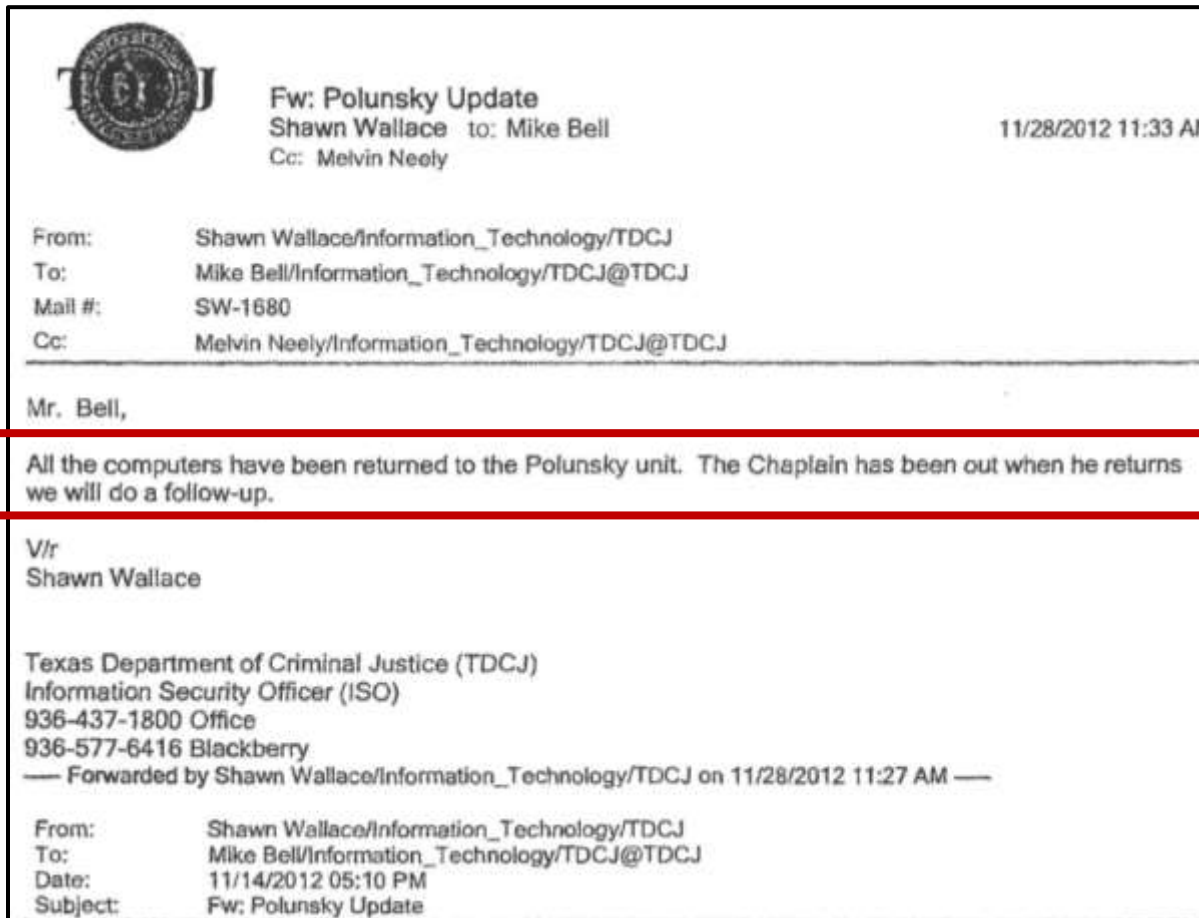 T CJ J
Fw: Polunsky Update
Shawn Wallace to: Mike Bell
11/28/2012 11:33 AM
Cc: Melvin Neely
From: Shawn Wallace/Information_Technology/TDCJ
To: Mike Bell/Information_Technology/TDCJ@TDCJ
Mail #: SW-1680
Cc: Melvin Neely/Information_Technology/TDCJ@TDCJ
Mr. Bell,
All the computers have been returned to the Polunsky unit. The Chaplain has been out when he returns
we will do a follow-up.
V/r
Shawn Wallace
Texas Department of Criminal Justice (TDCJ)
Information Security Officer (ISO)
936-437-1800 Office
936-577-6416 Blackberry
----- Forwarded by Shawn Wallace/Information_Technology/TDCJ on 11/28/2012 11:27 AM -----
From: Shawn Wallace/Information_Technology/TDCJ
To: Mike Bell/Information_Technology/TDCJ@TDCJ
Date: 11/14/2012 05:10 PM
Subject: Fw: Polunsky Update